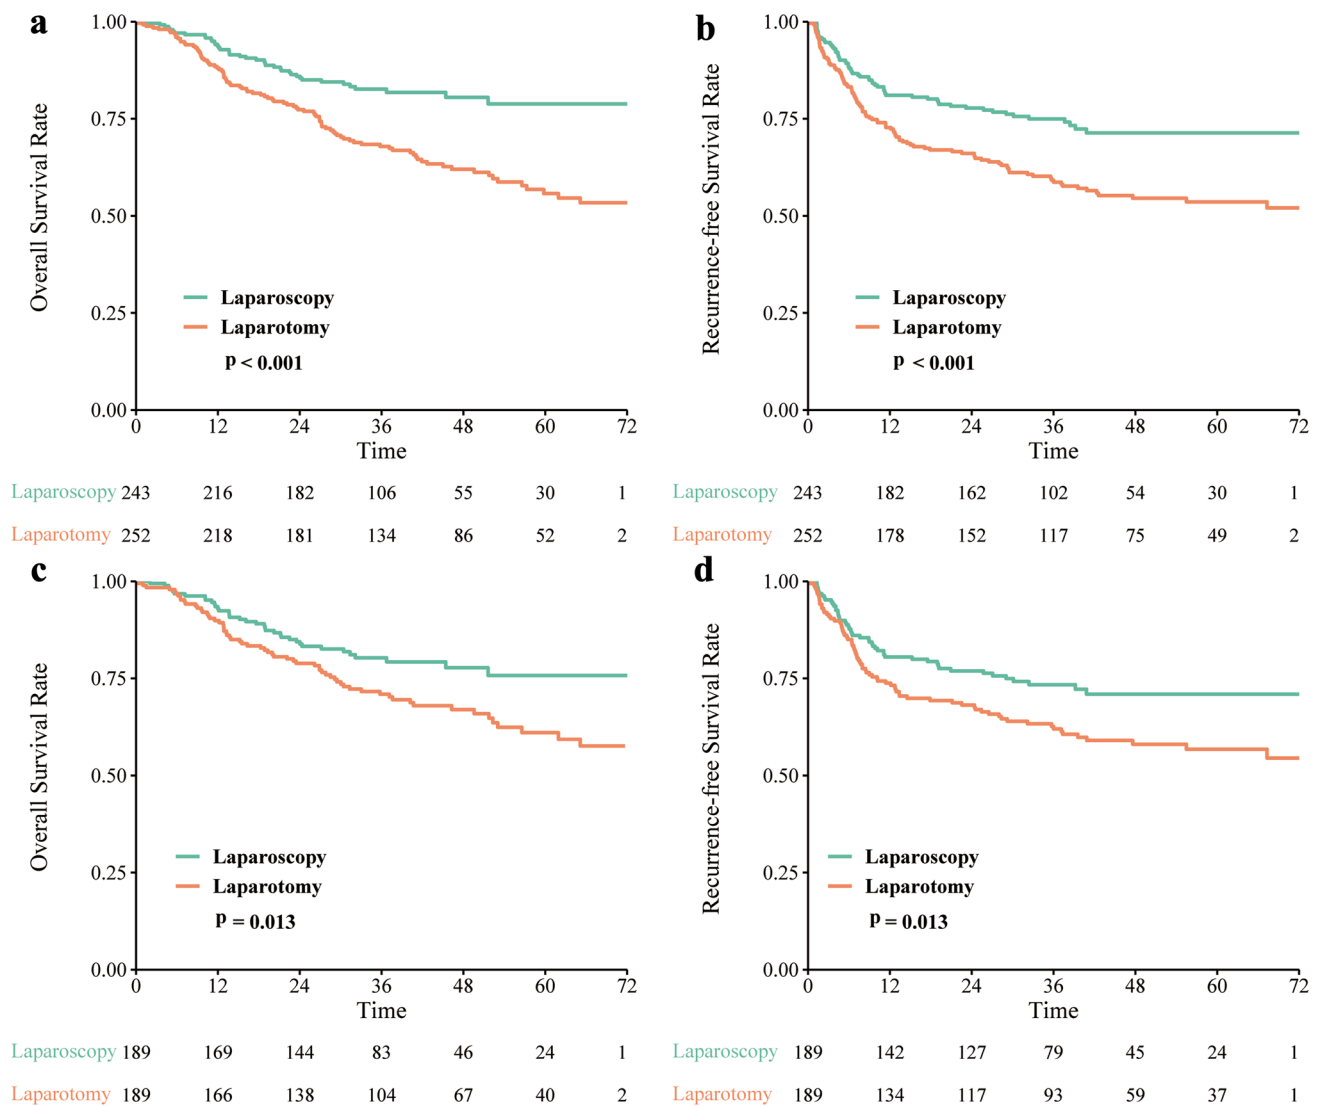 a
Overall Survival Rate
1.00
0.75
0.50
0.25
0.00
Laparoscopy
Laparotomy
p < 0.001
0 12 24 36 48 60 72
Time
Laparoscopy 243 216 182 106 55 30 1
Laparotomy 252 218 181 134 86 52 2
b
Recurrence-free Survival Rate
1.00
0.75
0.50
0.25
0.00
Laparoscopy
Laparotomy
p < 0.001
0 12 24 36 48 60 72
Time
Laparoscopy 243 182 162 102 54 30 1
Laparotomy 252 178 152 117 75 49 2
c
Overall Survival Rate
1.00
0.75
0.50
0.25
0.00
Laparoscopy
Laparotomy
p = 0.013
0 12 24 36 48 60 72
Time
Laparoscopy 189 169 144 83 46 24 1
Laparotomy 189 166 138 104 67 40 2
d
Recurrence-free Survival Rate
1.00
0.75
0.50
0.25
0.00
Laparoscopy
Laparotomy
p = 0.013
0 12 24 36 48 60 72
Time
Laparoscopy 189 142 127 79 45 24 1
Laparotomy 189 134 117 93 59 37 1